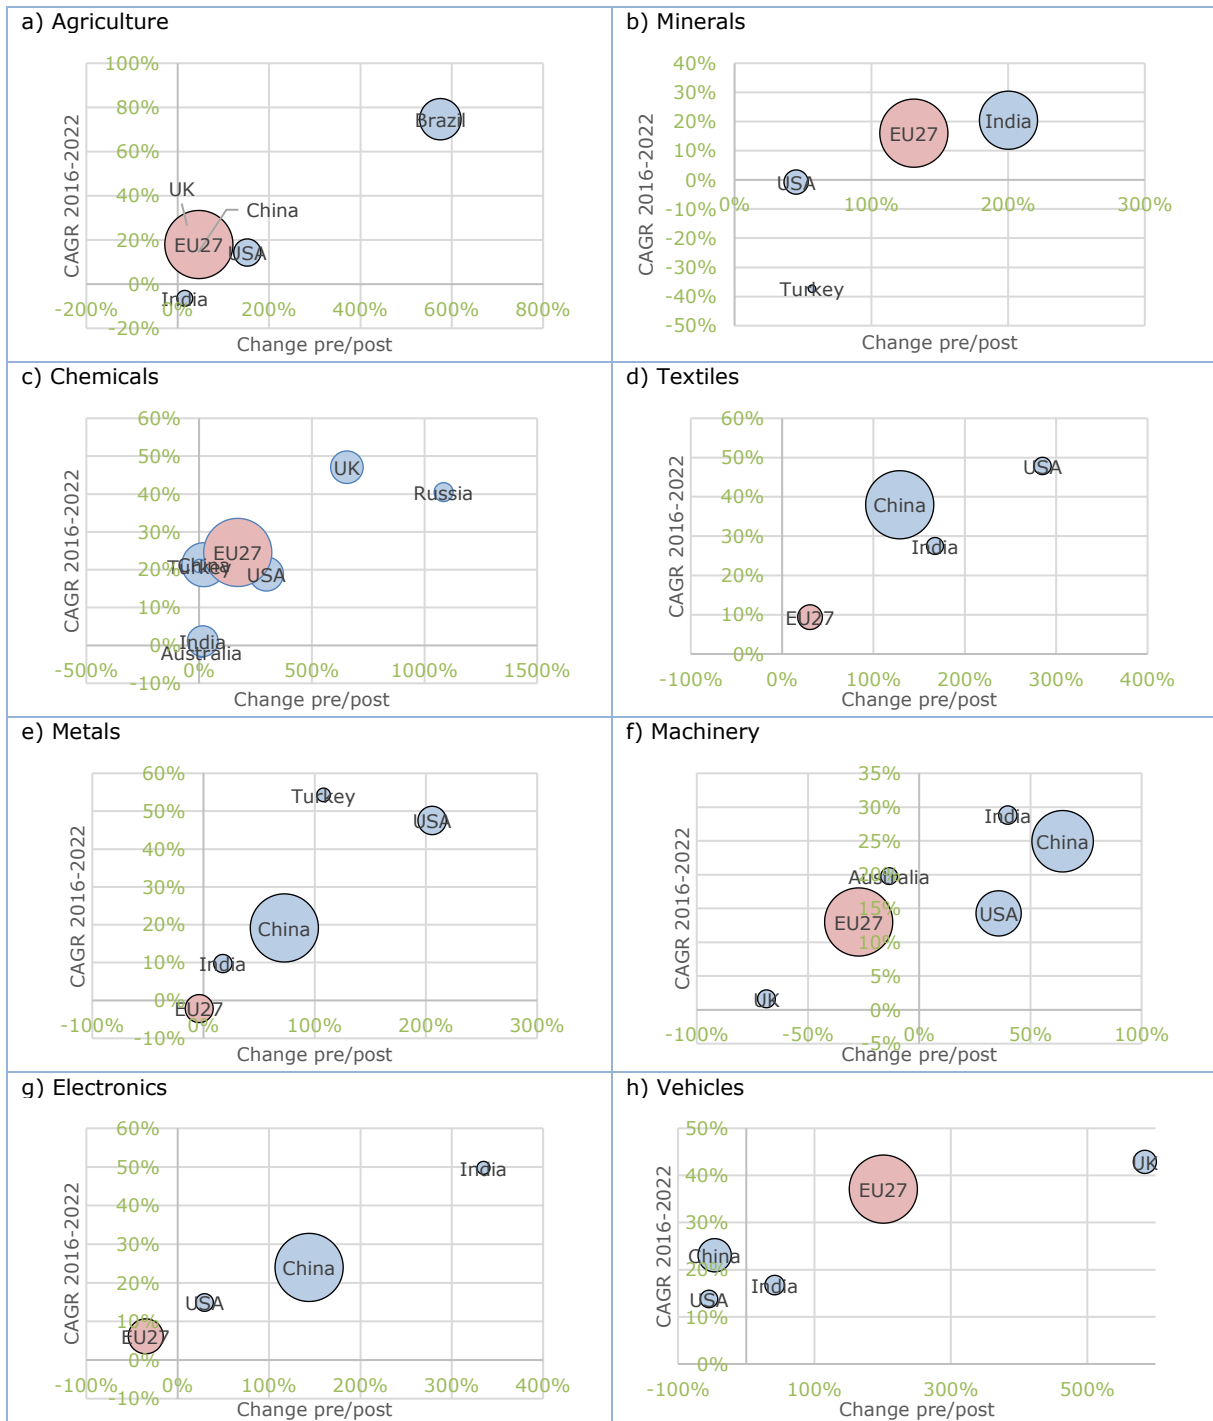 a) Agriculture
100%
80%
60%
40%
20%
0%
-20%
CAGR 2016-2022
Brazil
UK
China
EU27
USA
India
-200%
0%
200%
400%
600%
800%
Change pre/post
b) Minerals
40%
30%
20%
10%
0%
-10%
-20%
-30%
-40%
-50%
CAGR 2016-2022
India
EU27
USA
Turkey
0%
100%
200%
300%
Change pre/post
c) Chemicals
60%
50%
40%
30%
20%
10%
0%
-10%
CAGR 2016-2022
UK
Russia
EU27
China
Turkey
USA
India
Australia
-500%
0%
500%
1000%
1500%
Change pre/post
d) Textiles
60%
50%
40%
30%
20%
10%
0%
CAGR 2016-2022
USA
China
India
EU27
-100%
0%
100%
200%
300%
400%
Change pre/post
e) Metals
60%
50%
40%
30%
20%
10%
0%
-10%
CAGR 2016-2022
Turkey
USA
China
India
EU27
-100%
0%
100%
200%
300%
Change pre/post
f) Machinery
35%
30%
25%
20%
15%
10%
5%
0%
-5%
CAGR 2016-2022
India
China
Australia
EU27
USA
UK
-100%
-50%
0%
50%
100%
Change pre/post
g) Electronics
60%
50%
40%
30%
20%
10%
0%
CAGR 2016-2022
India
China
USA
EU27
-100%
0%
100%
200%
300%
400%
Change pre/post
h) Vehicles
50%
40%
30%
20%
10%
0%
CAGR 2016-2022
UK
EU27
China
India
USA
-100%
100%
300%
500%
Change pre/post